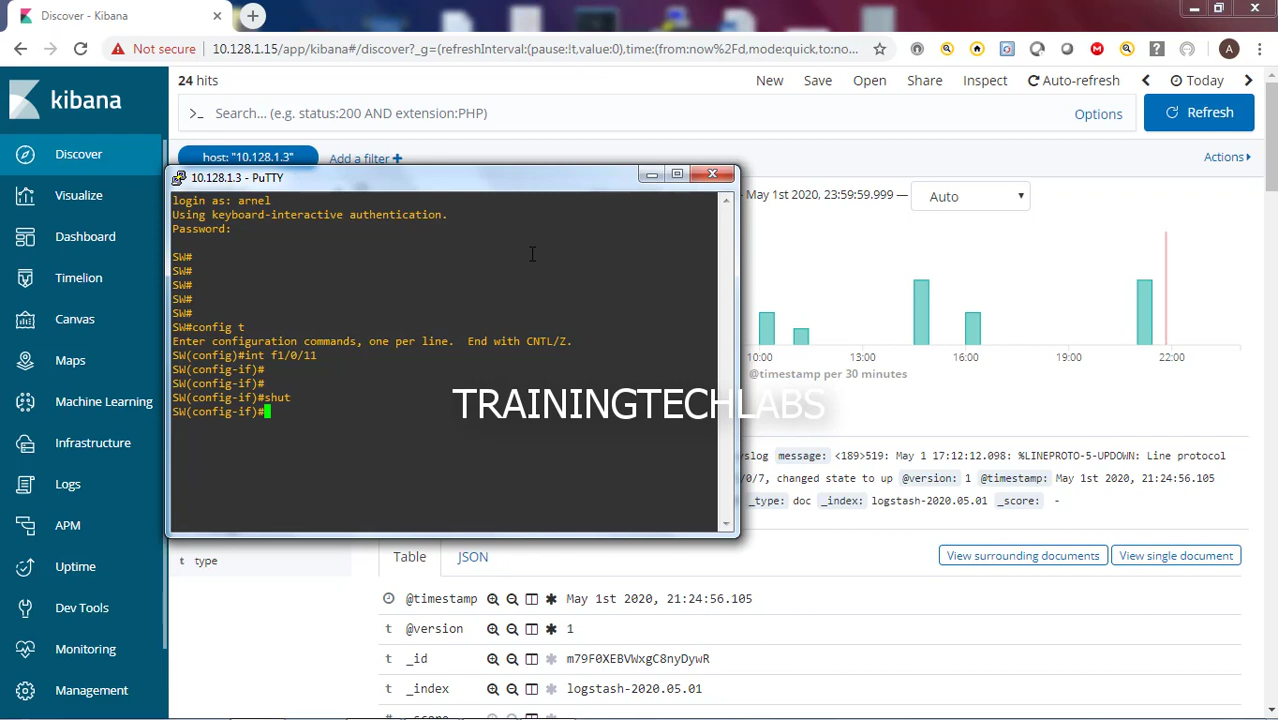 Discover - Kibana
Not secure
10.128.1.15/app/kibana#/discover?_g=(refreshInterval:(pause:!t,value:0),time:(from:now%2Fd,mode:quick,to:no...
A
kibana
Discover
Visualize
Dashboard
Timelion
Canvas
Maps
Machine Learning
Infrastructure
Logs
APM
Uptime
Dev Tools
Monitoring
Management
24 hits
New
Save
Open
Share
Inspect
Auto-refresh
Today
>_ Search... (e.g. status:200 AND extension:PHP)
Options
Refresh
host: "10.128.1.3"
Add a filter
Actions
10.128.1.3 - PuTTY
login as: arnel
Using keyboard-interactive authentication.
Password:
SW#
SW#
SW#
SW#
SW#
SW#config t
Enter configuration commands, one per line.  End with CNTL/Z.
SW(config)#int f1/0/11
SW(config-if)#
SW(config-if)#
SW(config-if)#shut
SW(config-if)#
May 1st 2020, 23:59:59.999 —
Auto
10:00
13:00
16:00
19:00
22:00
@timestamp per 30 minutes
TRAININGTECHLABS
yslog message: <189>519: May 1 17:12:12.098: %LINEPROTO-5-UPDOWN: Line protocol
/0/7, changed state to up @version: 1 @timestamp: May 1st 2020, 21:24:56.105
_type: doc _index: logstash-2020.05.01 _score: -
t type
Table
JSON
View surrounding documents
View single document
@timestamp
May 1st 2020, 21:24:56.105
t @version
1
t _id
m79F0XEBVWxgC8nyDywR
t _index
logstash-2020.05.01
# _score